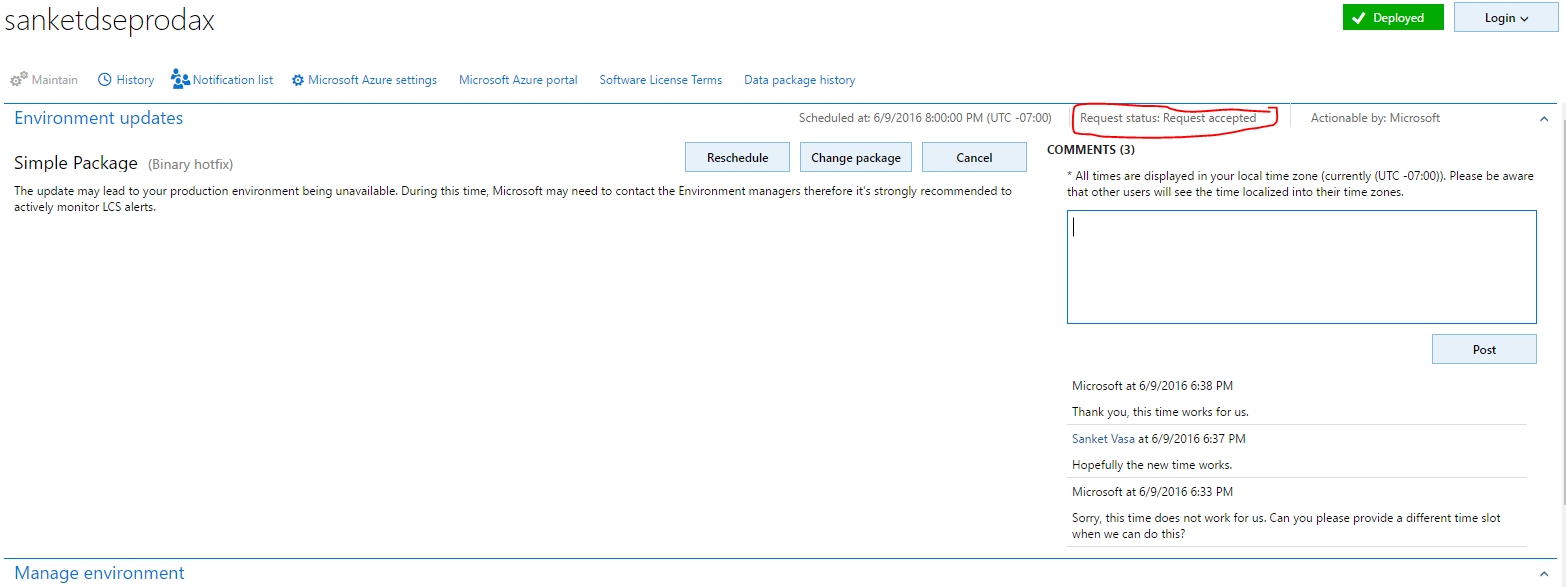 sanketdseprodax
Deployed
Login
Maintain
History
Notification list
Microsoft Azure settings
Microsoft Azure portal
Software License Terms
Data package history
Environment updates
Scheduled at: 6/9/2016 8:00:00 PM (UTC -07:00)
Request status: Request accepted
Actionable by: Microsoft
Simple Package (Binary hotfix)
Reschedule
Change package
Cancel
The update may lead to your production environment being unavailable. During this time, Microsoft may need to contact the Environment managers therefore it's strongly recommended to
actively monitor LCS alerts.
COMMENTS (3)
* All times are displayed in your local time zone (currently (UTC -07:00)). Please be aware
that other users will see the time localized into their time zones.
Post
Microsoft at 6/9/2016 6:38 PM
Thank you, this time works for us.
Sanket Vasa at 6/9/2016 6:37 PM
Hopefully the new time works.
Microsoft at 6/9/2016 6:33 PM
Sorry, this time does not work for us. Can you please provide a different time slot
when we can do this?
Manage environment